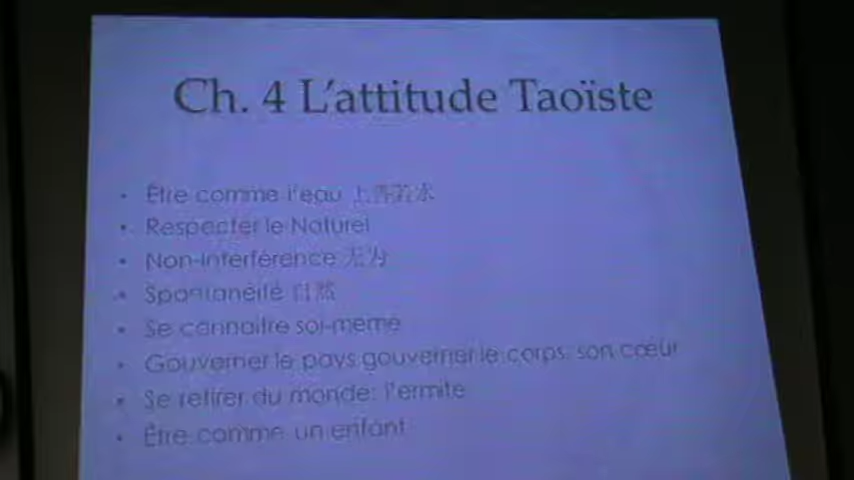 Ch. 4 L'attitude Taoïste
• Être comme l'eau 上善若水
• Respecter le Naturel
• Non-interférence 无为
• Spontanéité 自然
• Se connaitre soi-même
• Gouverner le pays gouverner le corps, son cœur
• Se retirer du monde: l'ermite
• Être comme un enfant